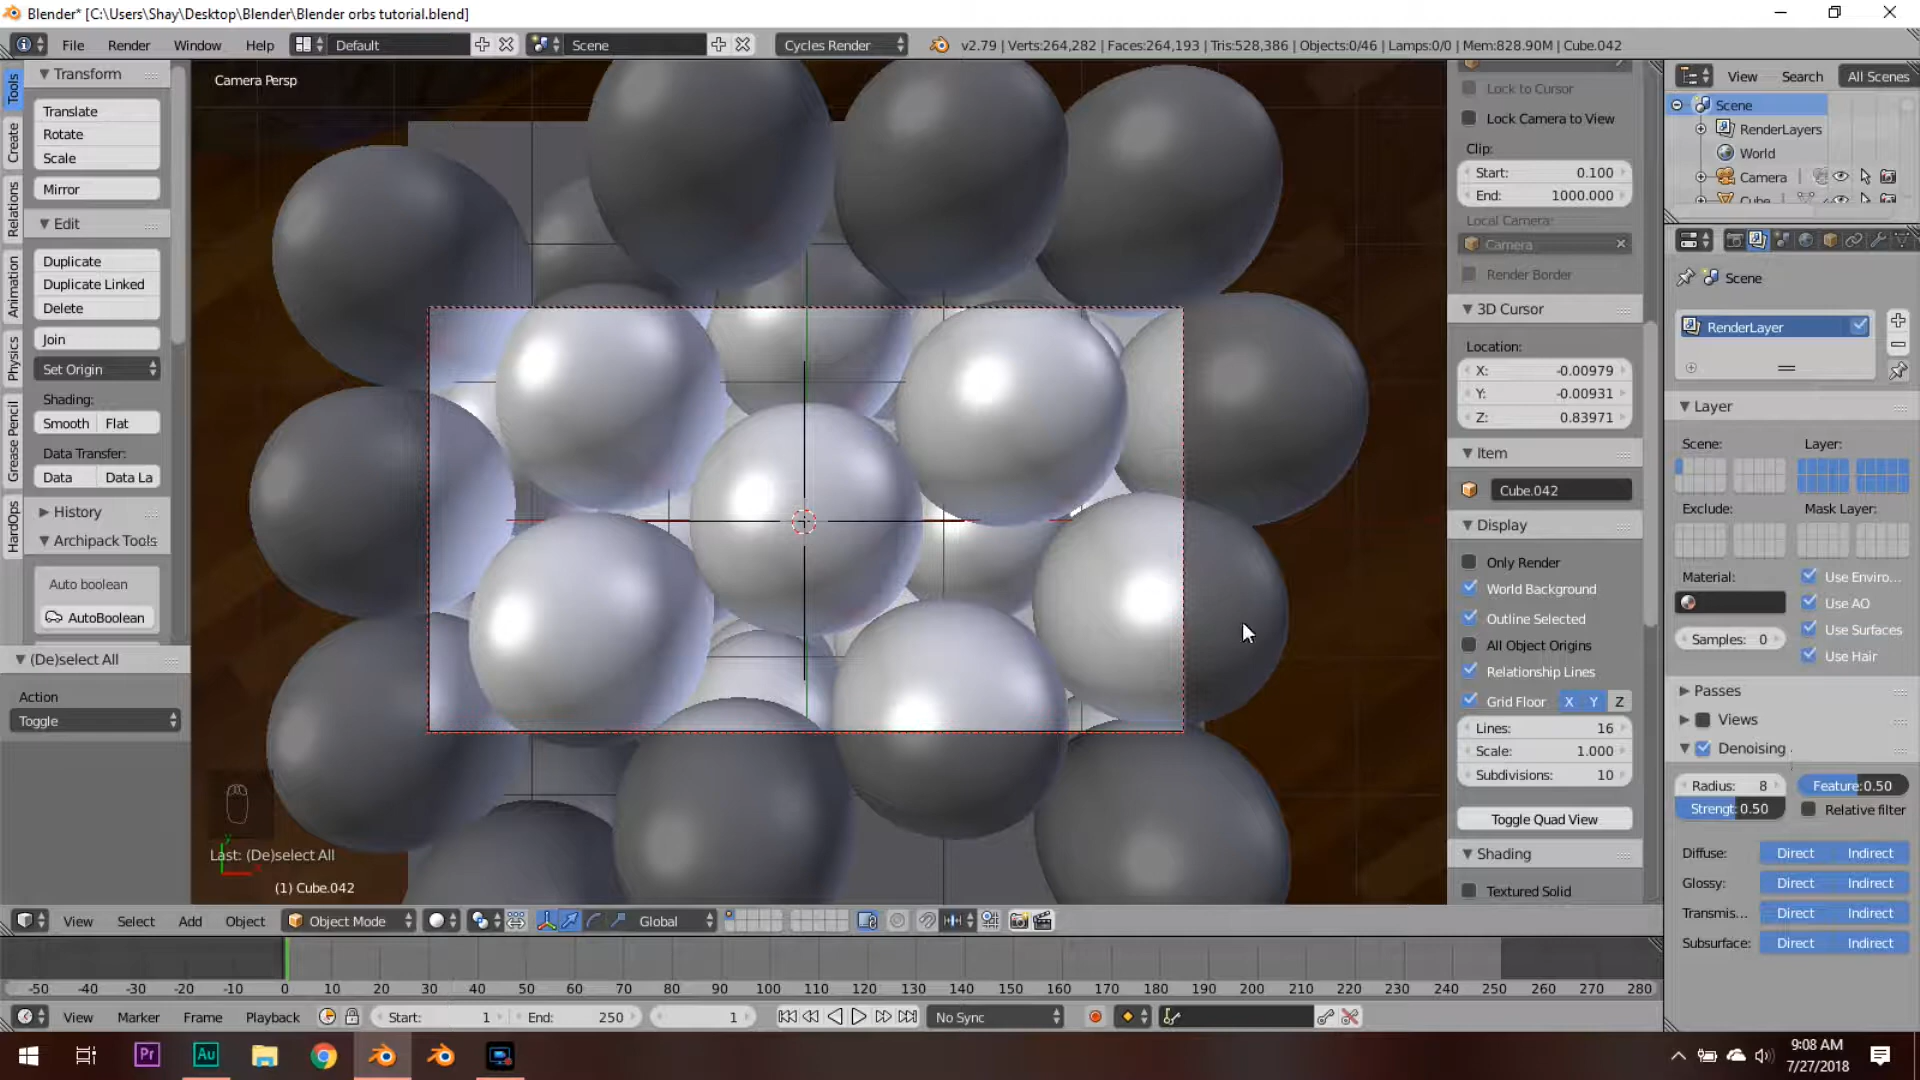 Blender* [C:\Users\Shay\Desktop\Blender\Blender orbs tutorial.blend]
File Render Window Help Default Scene Cycles Render v2.79 | Verts:264,282 | Faces:264,193 | Tris:528,386 | Objects:0/46 | Lamps:0/0 | Mem:828.90M | Cube.042
Tools
Create
Relations
Animation
Physics
Grease Pencil
HardOps
Transform
Translate
Rotate
Scale
Mirror
Edit
Duplicate
Duplicate Linked
Delete
Join
Set Origin
Shading:
Smooth Flat
Data Transfer:
Data Data La
History
Archipack Tools
Auto boolean
AutoBoolean
(De)select All
Action
Toggle
Camera Persp
Last: (De)select All
(1) Cube.042
Lock to Cursor
Lock Camera to View
Clip:
Start: 0.100
End: 1000.000
Local Camera:
Camera
Render Border
3D Cursor
Location:
X: -0.00979
Y: -0.00931
Z: 0.83971
Item
Cube.042
Display
Only Render
World Background
Outline Selected
All Object Origins
Relationship Lines
Grid Floor X Y Z
Lines: 16
Scale: 1.000
Subdivisions: 10
Toggle Quad View
Shading
Textured Solid
View Search All Scenes
Scene
RenderLayers
World
Camera
Cube
Scene
RenderLayer
Layer
Scene: Layer:
Exclude: Mask Layer:
Material: Use Enviro...
Use AO
Samples: 0 Use Surfaces
Use Hair
Passes
Views
Denoising
Radius: 8 Feature:0.50
Strengt:0.50 Relative filter
Diffuse: Direct Indirect
Glossy: Direct Indirect
Transmis... Direct Indirect
Subsurface: Direct Indirect
View Select Add Object Object Mode Global
-50 -40 -30 -20 -10 0 10 20 30 40 50 60 70 80 90 100 110 120 130 140 150 160 170 180 190 200 210 220 230 240 250 260 270 280
View Marker Frame Playback Start: 1 End: 250 1 No Sync
Pr Au
9:08 AM
7/27/2018